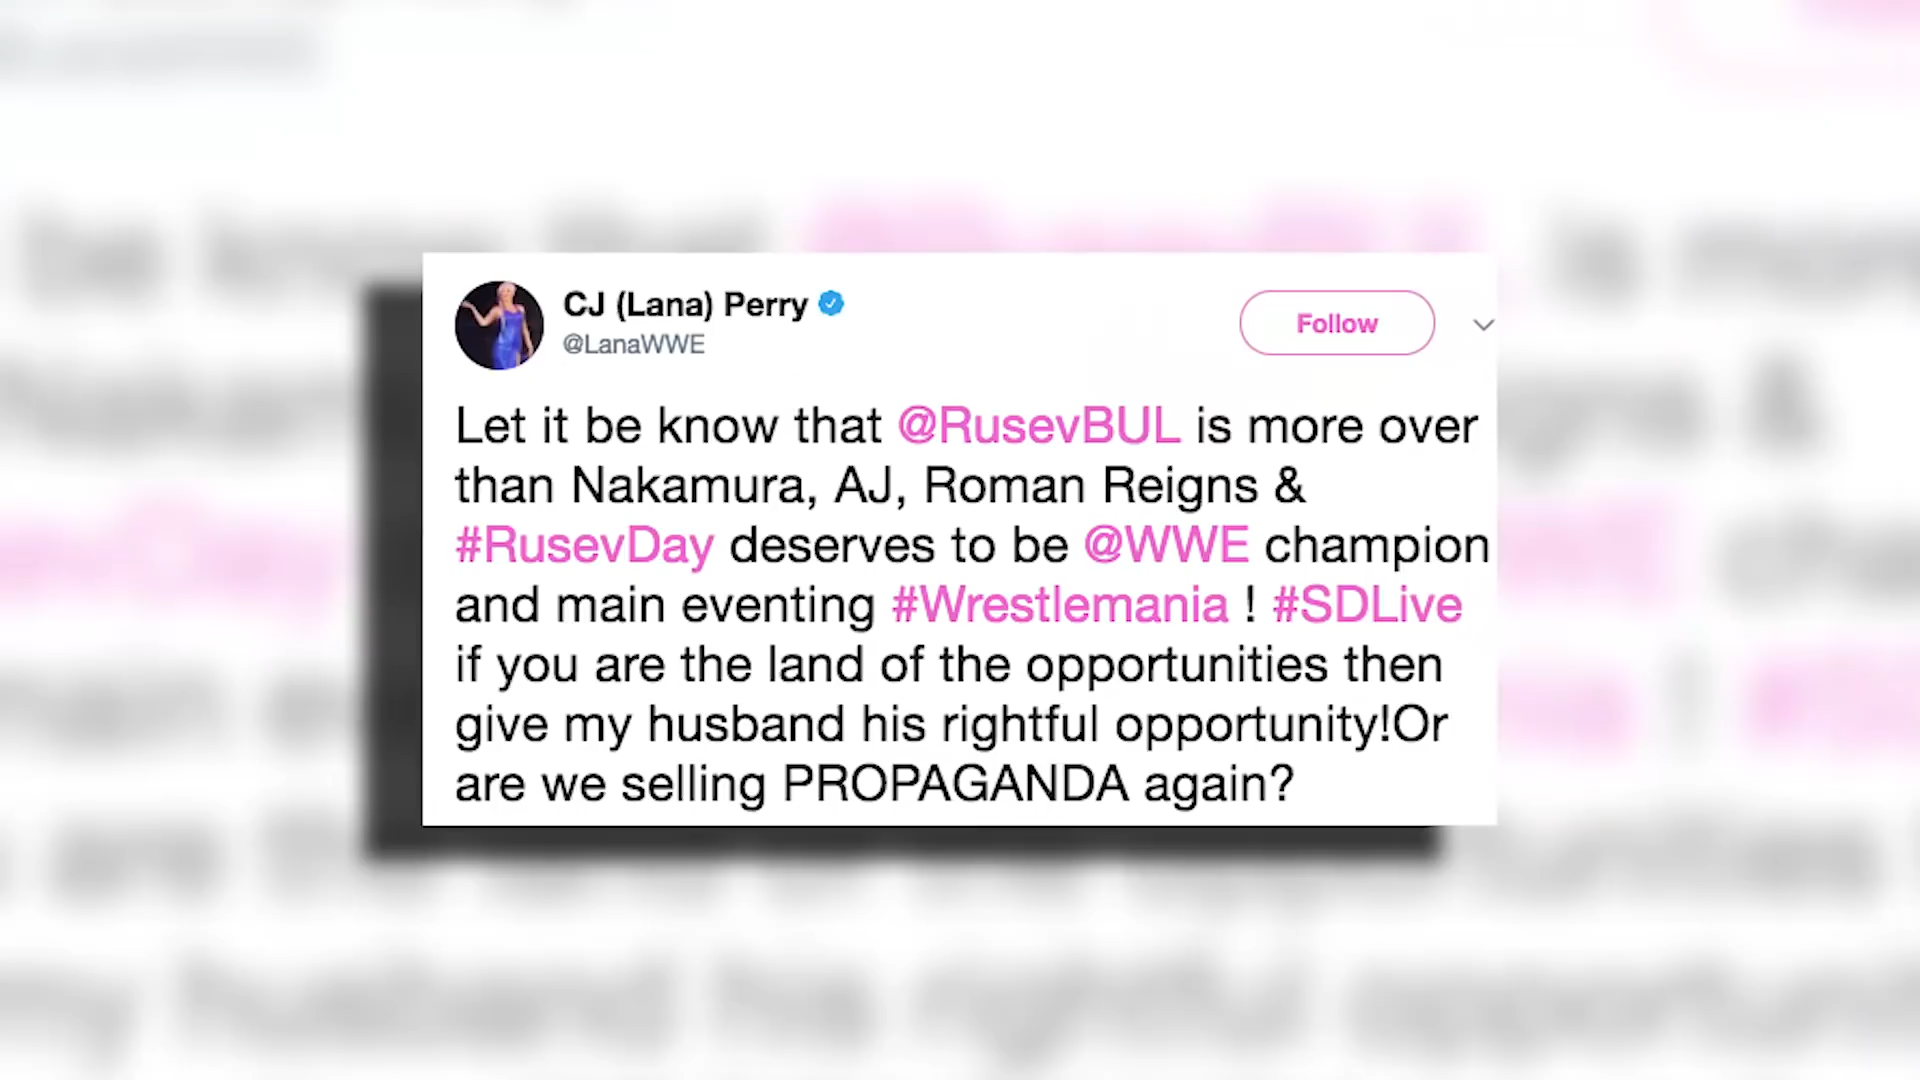 CJ (Lana) Perry
@LanaWWE
Follow
Let it be know that @RusevBUL is more over
than Nakamura, AJ, Roman Reigns &
#RusevDay deserves to be @WWE champion
and main eventing #Wrestlemania ! #SDLive
if you are the land of the opportunities then
give my husband his rightful opportunity!Or
are we selling PROPAGANDA again?